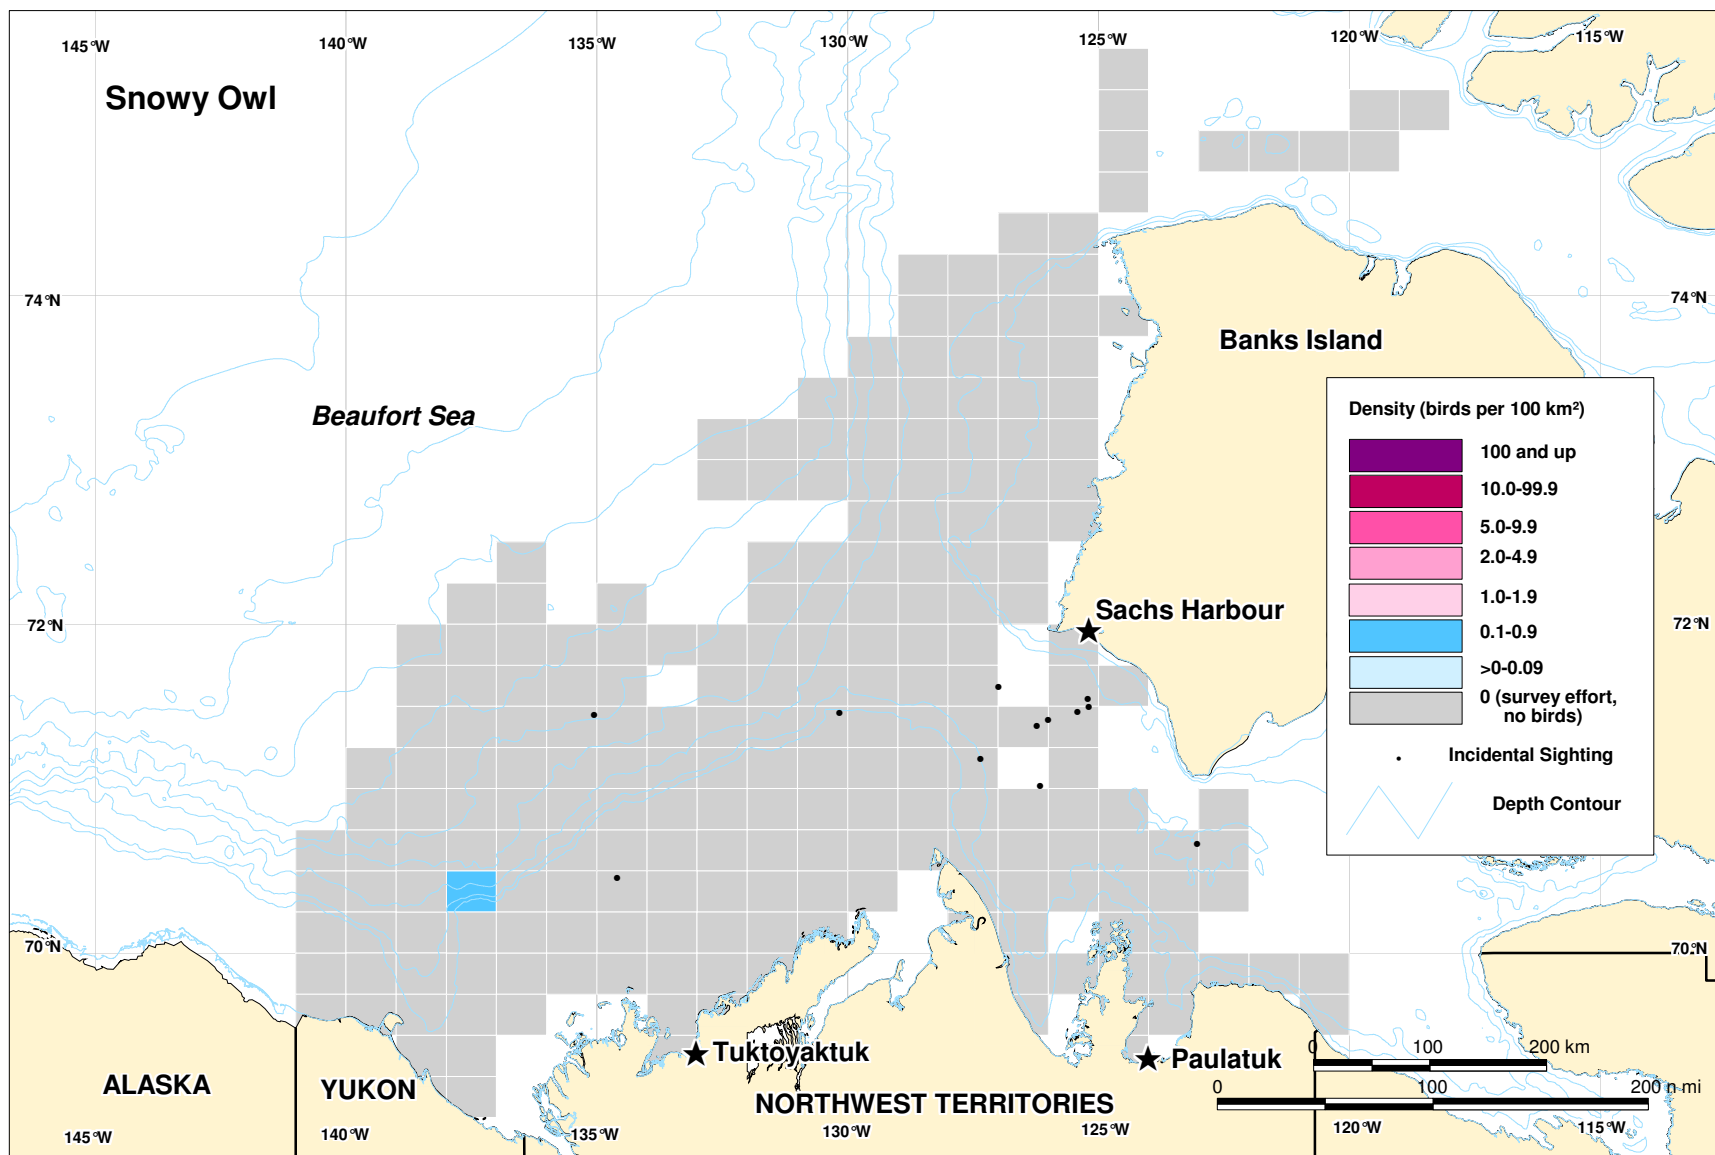 145°W 140°W 135°W 130°W 125°W 120°W 115°W
Snowy Owl
74°N 74°N
Banks Island
Beaufort Sea
Density (birds per 100 km²)
100 and up
10.0-99.9
5.0-9.9
2.0-4.9
1.0-1.9
0.1-0.9
>0-0.09
0 (survey effort,
no birds)
Incidental Sighting
Depth Contour
Sachs Harbour
72°N 72°N
70°N 70°N
Tuktoyaktuk
Paulatuk
0 100 200 km
0 100 200 n mi
ALASKA
YUKON
NORTHWEST TERRITORIES
145°W 140°W 135°W 130°W 125°W 120°W 115°W